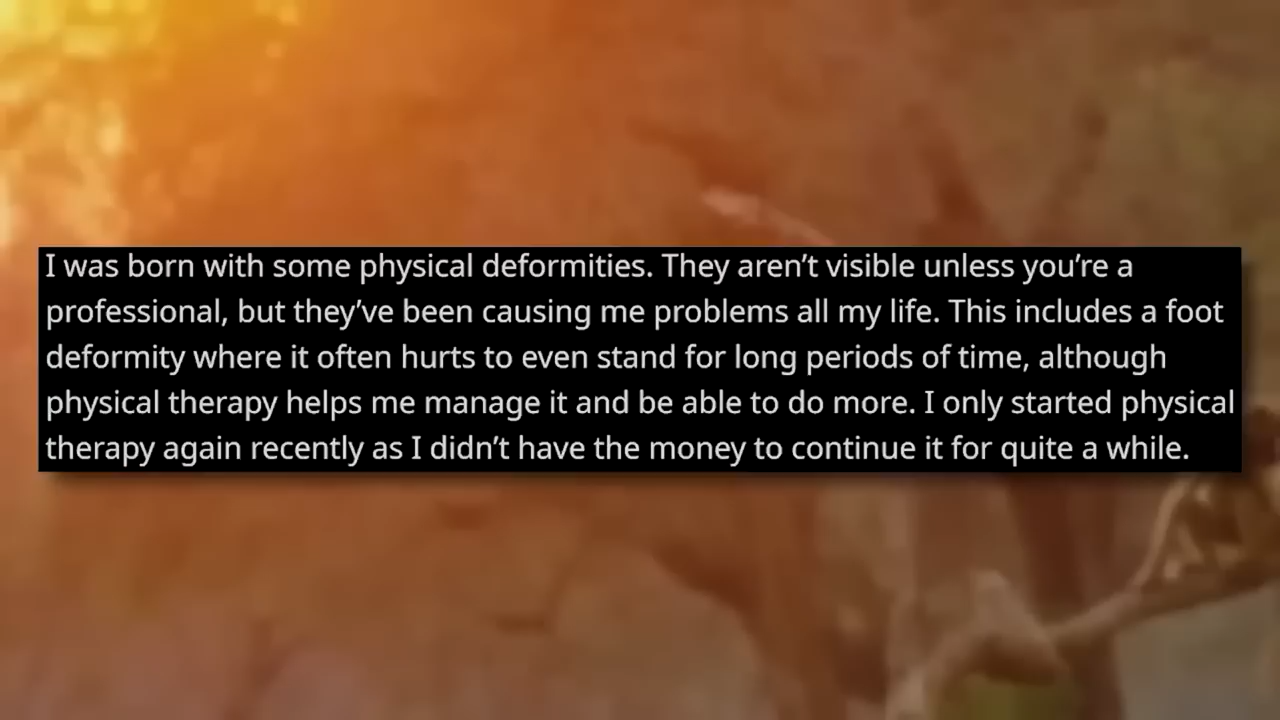 I was born with some physical deformities. They aren’t visible unless you’re a
professional, but they’ve been causing me problems all my life. This includes a foot
deformity where it often hurts to even stand for long periods of time, although
physical therapy helps me manage it and be able to do more. I only started physical
therapy again recently as I didn’t have the money to continue it for quite a while.